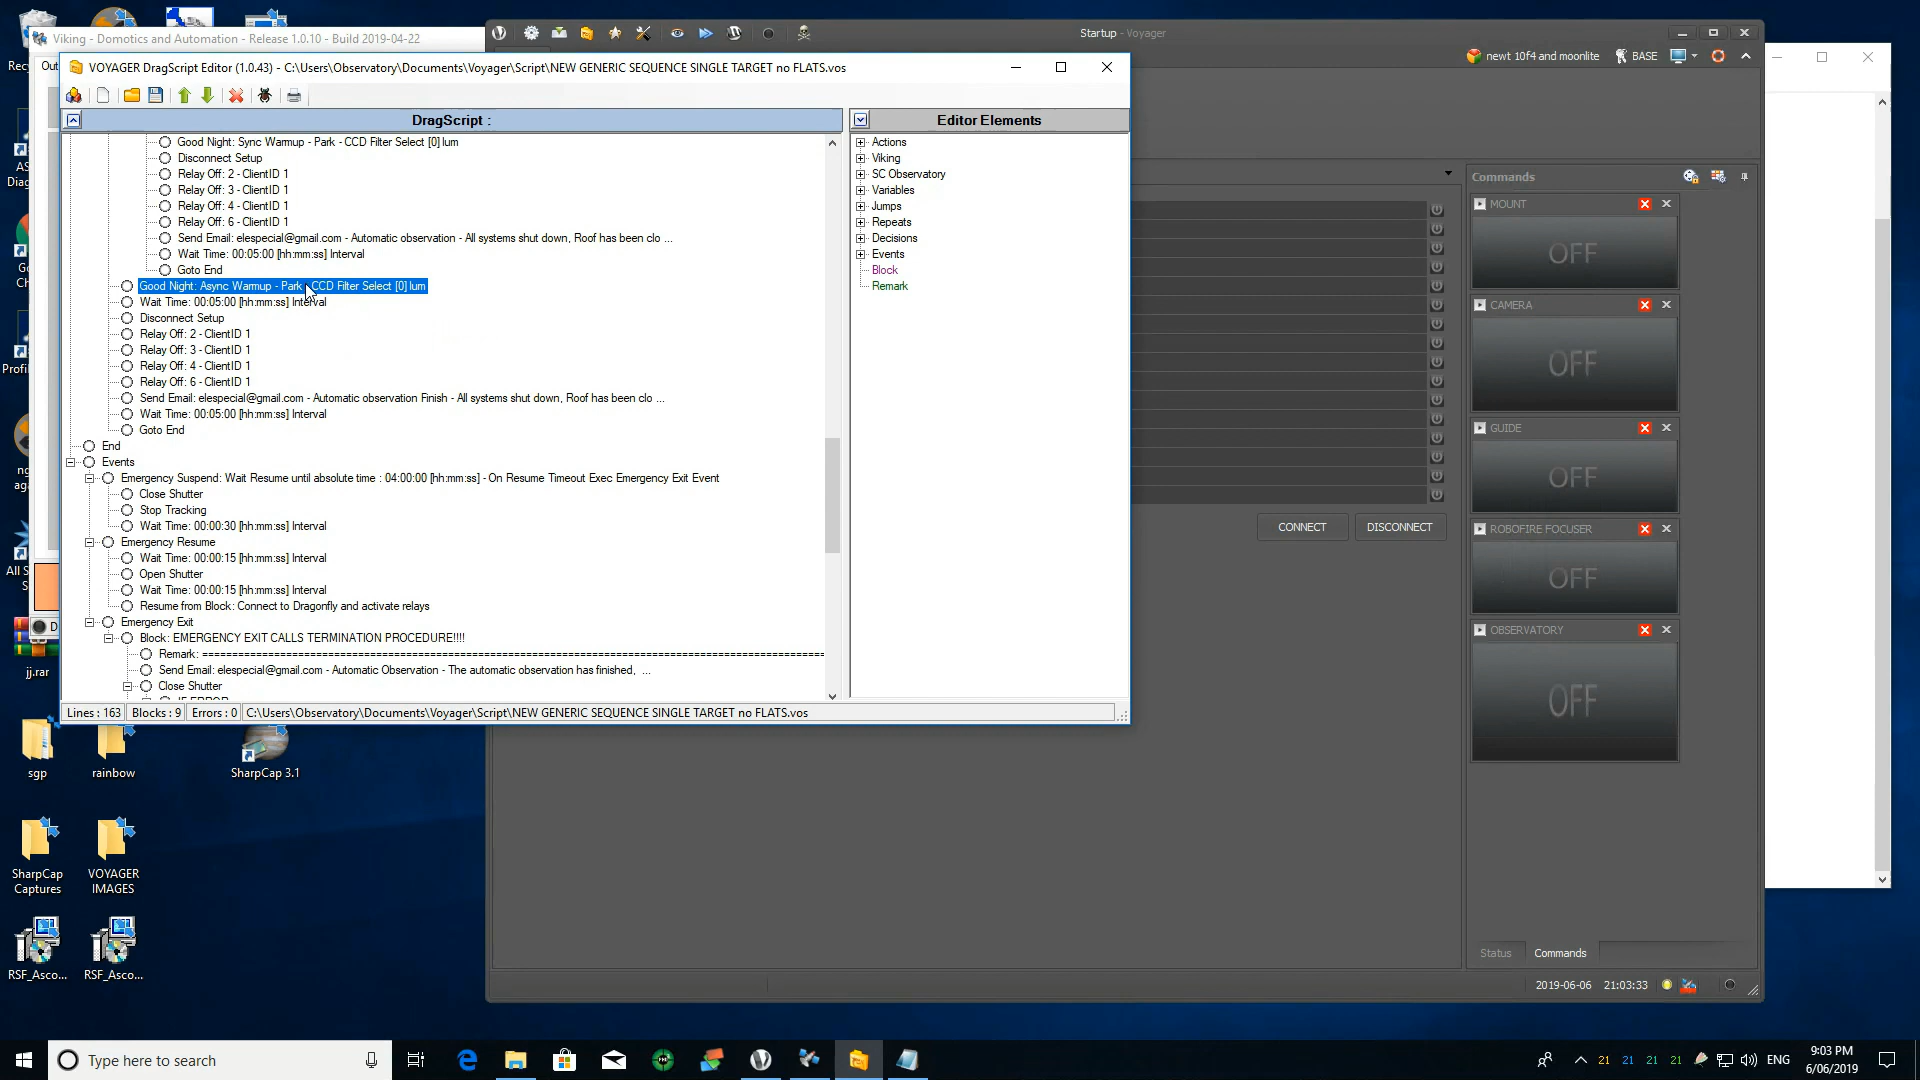 Viking - Domotics and Automation - Release 1.0.10 - Build 2019-04-22
Startup - Voyager
newt 10f4 and moonlite
BASE
VOYAGER DragScript Editor (1.0.43) - C:\Users\Observatory\Documents\Voyager\Script\NEW GENERIC SEQUENCE SINGLE TARGET no FLATS.vos
DragScript :
Editor Elements
Good Night: Sync Warmup - Park - CCD Filter Select [0] lum
Disconnect Setup
Relay Off: 2 - ClientID 1
Relay Off: 3 - ClientID 1
Relay Off: 4 - ClientID 1
Relay Off: 6 - ClientID 1
Send Email: elespecial@gmail.com - Automatic observation - All systems shut down, Roof has been clo ...
Wait Time: 00:05:00 [hh:mm:ss] Interval
Goto End
Good Night: Async Warmup - Park - CCD Filter Select [0] lum
Wait Time: 00:05:00 [hh:mm:ss] Interval
Disconnect Setup
Relay Off: 2 - ClientID 1
Relay Off: 3 - ClientID 1
Relay Off: 4 - ClientID 1
Relay Off: 6 - ClientID 1
Send Email: elespecial@gmail.com - Automatic observation Finish - All systems shut down, Roof has been clo ...
Wait Time: 00:05:00 [hh:mm:ss] Interval
Goto End
End
Events
Emergency Suspend: Wait Resume until absolute time : 04:00:00 [hh:mm:ss] - On Resume Timeout Exec Emergency Exit Event
Close Shutter
Stop Tracking
Wait Time: 00:00:30 [hh:mm:ss] Interval
Emergency Resume
Wait Time: 00:00:15 [hh:mm:ss] Interval
Open Shutter
Wait Time: 00:00:15 [hh:mm:ss] Interval
Resume from Block: Connect to Dragonfly and activate relays
Emergency Exit
Block: EMERGENCY EXIT CALLS TERMINATION PROCEDURE!!!!
Remark: ====================
Send Email: elespecial@gmail.com - Automatic Observation - The automatic observation has finished, ...
Close Shutter
Actions
Viking
SC Observatory
Variables
Jumps
Repeats
Decisions
Events
Block
Remark
Lines : 163
Blocks : 9
Errors : 0
C:\Users\Observatory\Documents\Voyager\Script\NEW GENERIC SEQUENCE SINGLE TARGET no FLATS.vos
CONNECT
DISCONNECT
Commands
MOUNT
OFF
CAMERA
OFF
GUIDE
OFF
ROBOFIRE FOCUSER
OFF
OBSERVATORY
OFF
Status
Commands
2019-06-06 21:03:33
jj.rar
sgp
rainbow
SharpCap 3.1
SharpCap Captures
VOYAGER IMAGES
RSF_Asco...
RSF_Asco...
Type here to search
21
21
21
21
ENG
9:03 PM
6/06/2019